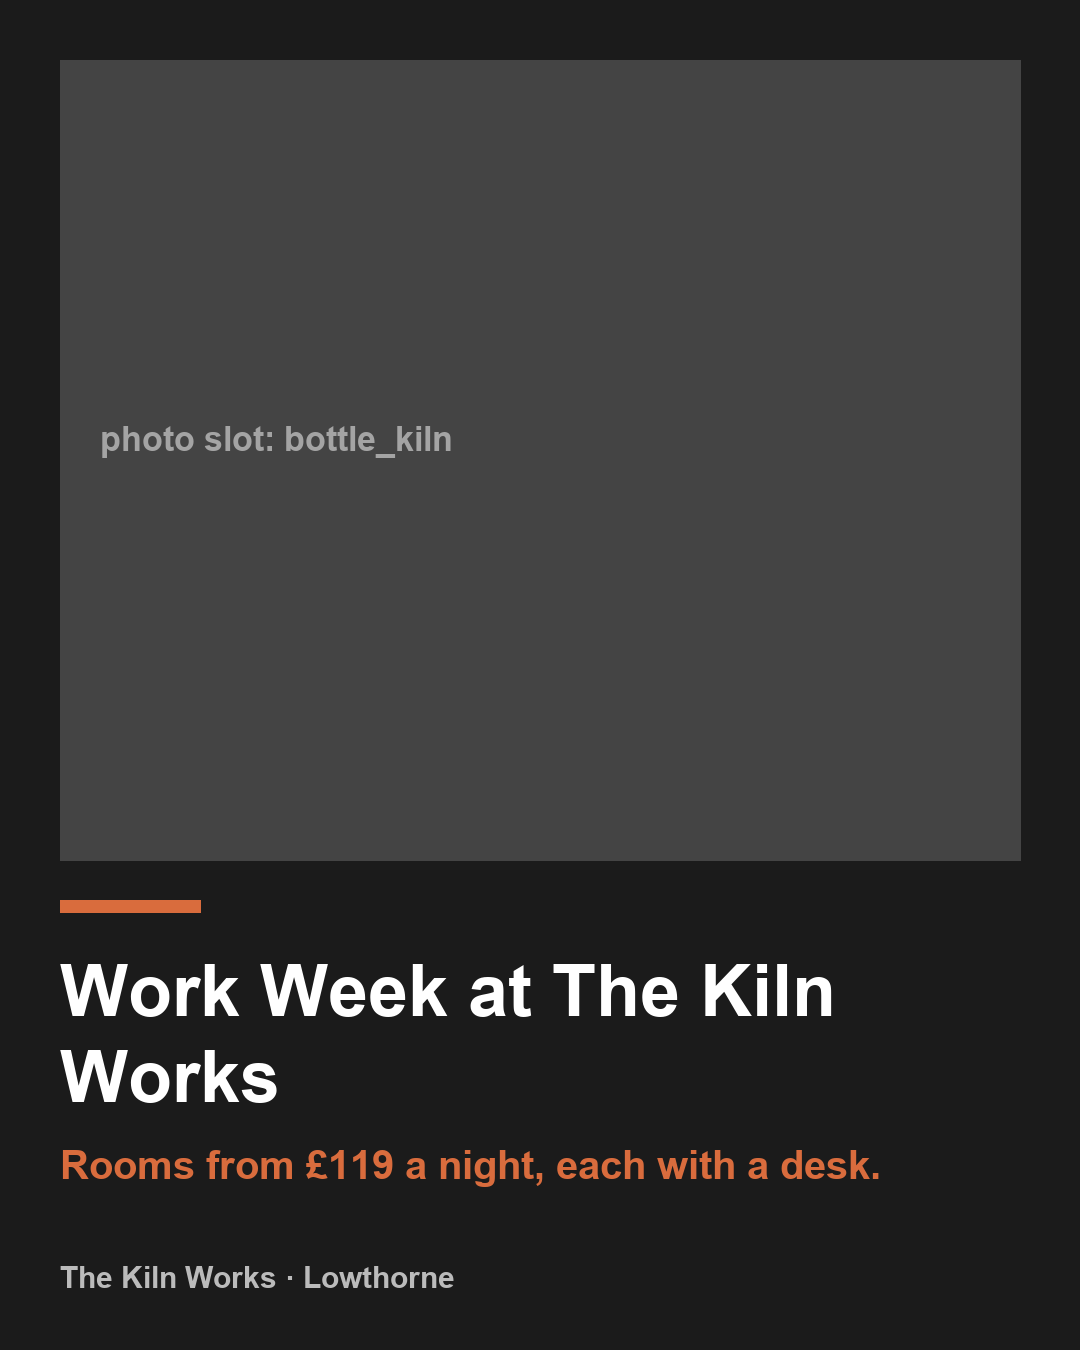 photo slot: bottle_kiln
Work Week at The Kiln
Works
Rooms from £119 a night, each with a desk.
The Kiln Works · Lowthorne